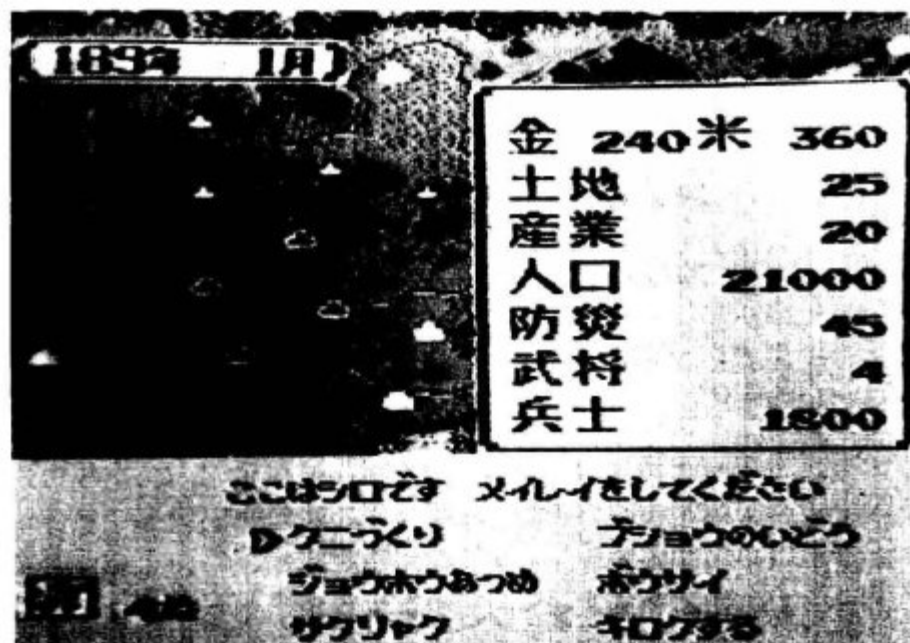 189年 1月
金 240 米 360
土地 25
産業 20
人口 21000
防災 45
武将 4
兵士 1800
ここはシロです メイレイをしてください
▶クニづくり ブショウのいどう
ジョウホウあつめ ボウサイ
サクリャク キロクする